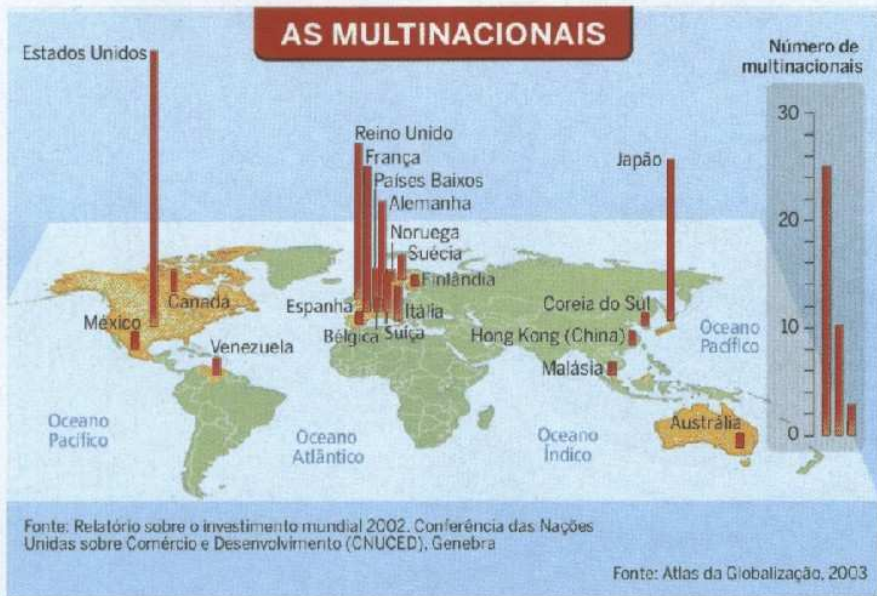 AS MULTINACIONAIS
Estados Unidos
Número de
multinacionais
Reino Unido
França
Países Baixos
Alemanha
Noruega
Suécia
Finlândia
Japão
Canadá
México
Venezuela
Espanha
Bélgica
Suíça
Itália
Coreia do Sul
Hong Kong (China)
Malásia
Austrália
Oceano
Pacífico
Oceano
Atlântico
Oceano
Índico
Oceano
Pacífico
30
20
10
0
Fonte: Relatório sobre o investimento mundial 2002. Conferência das Nações
Unidas sobre Comércio e Desenvolvimento (CNUCED), Genebra
Fonte: Atlas da Globalização, 2003